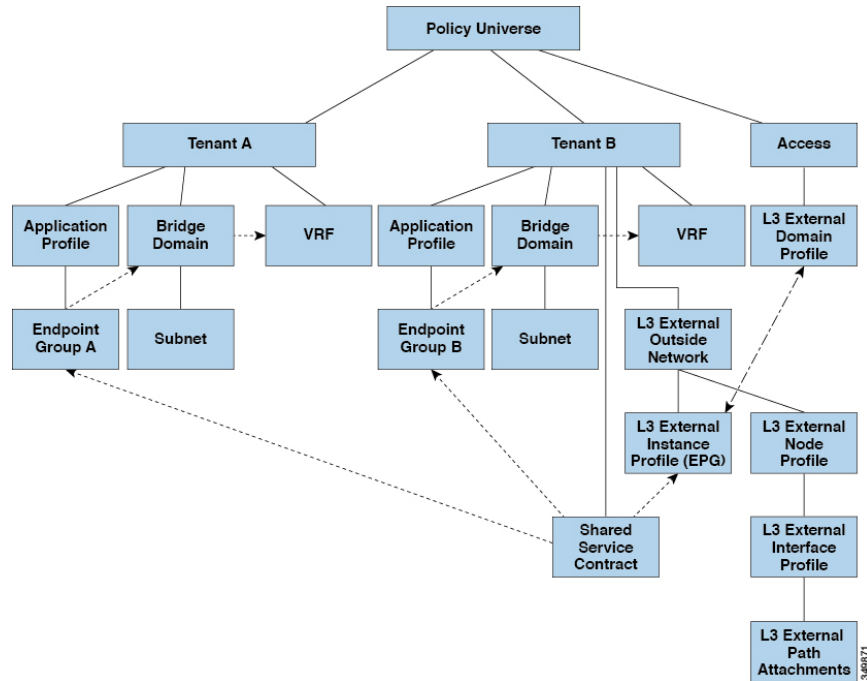 Policy Universe
Tenant A
Tenant B
Access
Application
Profile
Bridge
Domain
VRF
Application
Profile
Bridge
Domain
VRF
L3 External
Domain
Profile
Endpoint
Group A
Subnet
Endpoint
Group B
Subnet
L3 External
Outside
Network
L3 External
Instance
Profile (EPG)
L3 External
Node
Profile
Shared
Service
Contract
L3 External
Interface
Profile
L3 External
Path
Attachments
349871